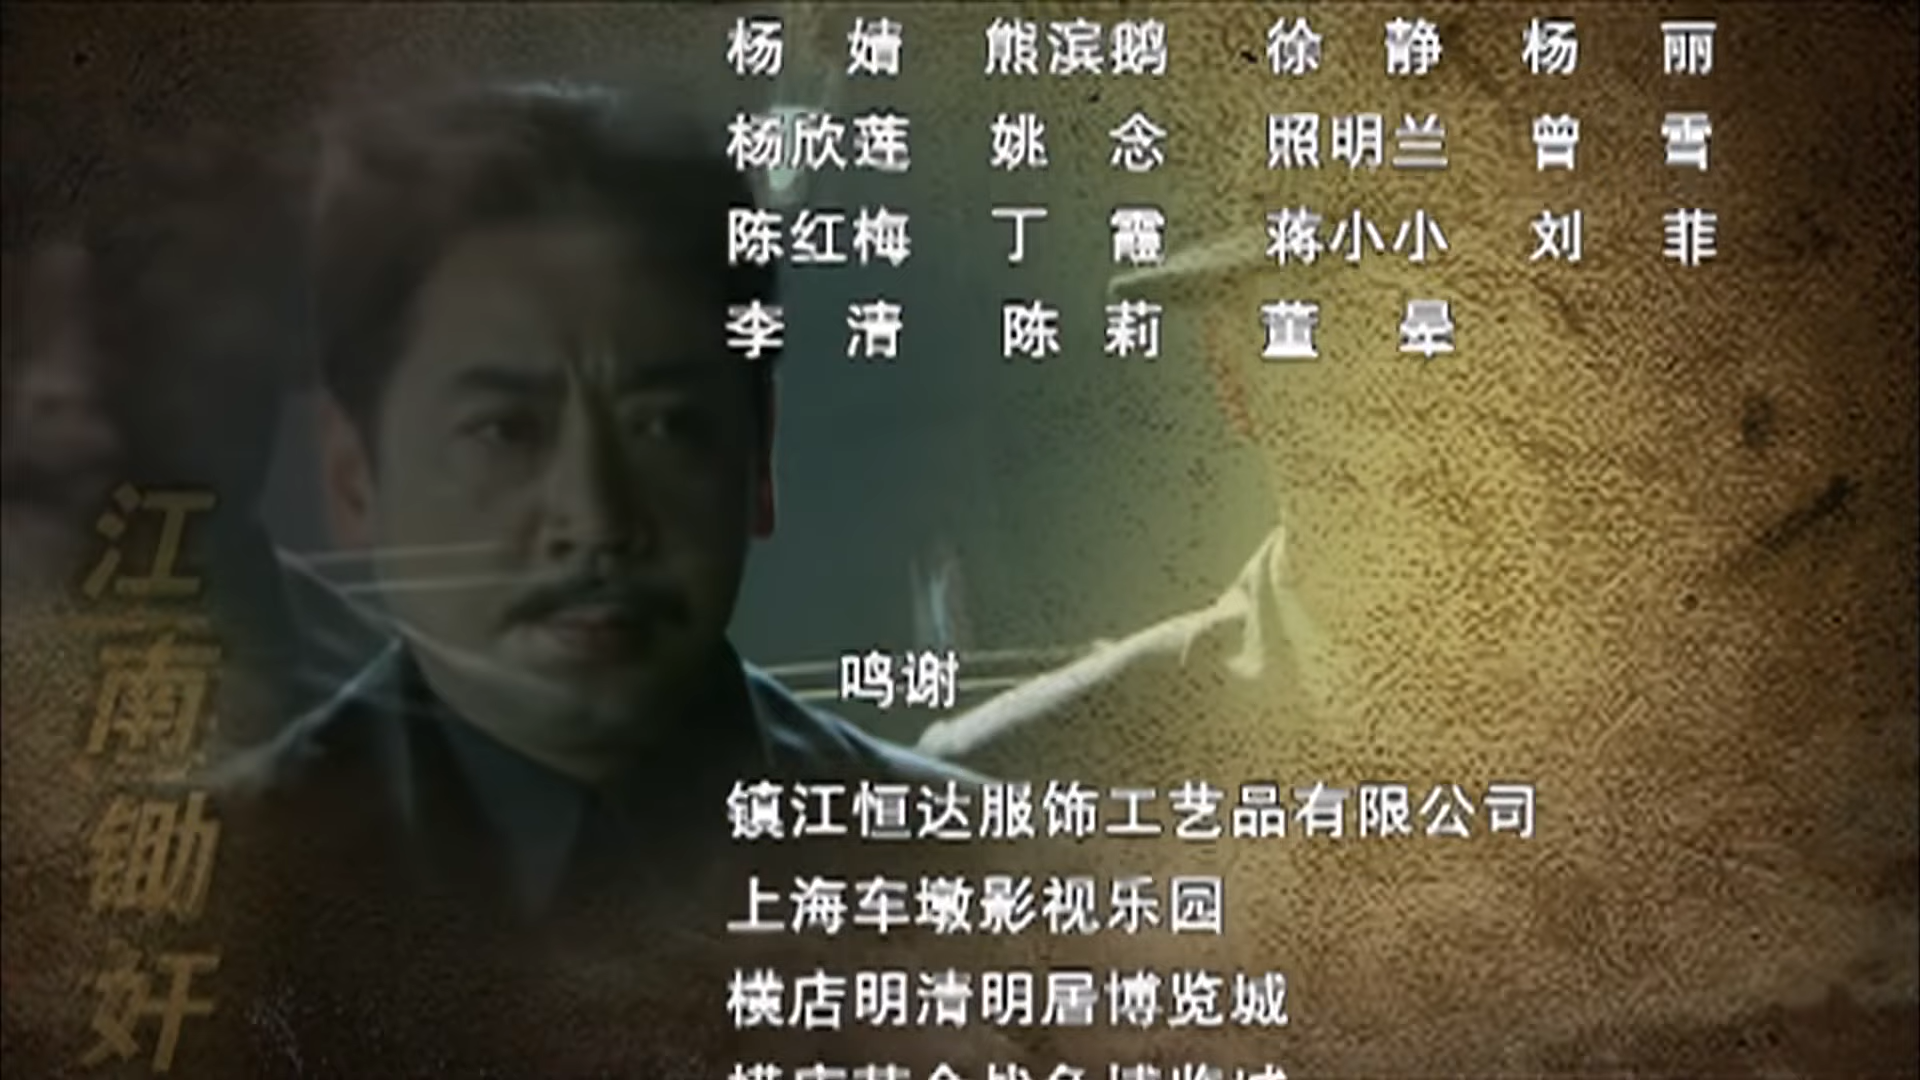 杨 婧 熊滨鹅 徐 静 杨 丽
杨欣莲 姚 念 照明兰 曾 雪
陈红梅 丁 霞 蒋小小 刘 菲
李 清 陈 莉 董
鸣谢
镇江恒达服饰工艺品有限公司
上海车墩影视乐园
横店明清明居博览城
江南锄奸